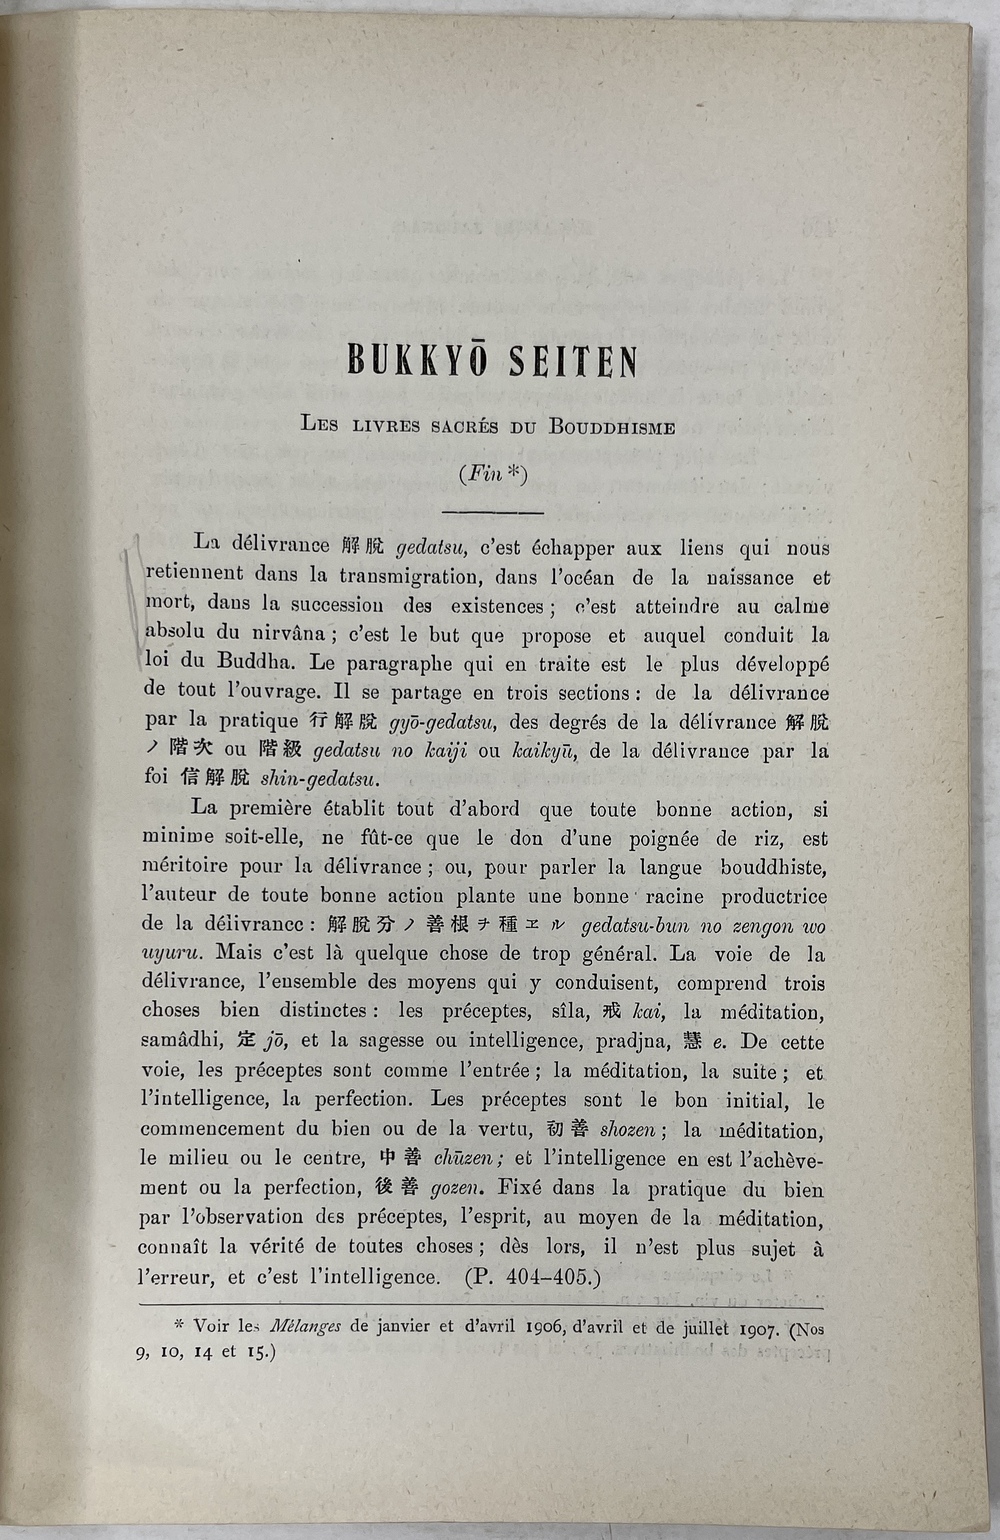 BUKKYŌ SEITEN
Les livres sacrés du Bouddhisme
(Fin *)
La délivrance 解脫 gedatsu, c'est échapper aux liens qui nous
retiennent dans la transmigration, dans l'océan de la naissance et
mort, dans la succession des existences ; c'est atteindre au calme
absolu du nirvâna ; c'est le but que propose et auquel conduit la
loi du Buddha. Le paragraphe qui en traite est le plus développé
de tout l'ouvrage. Il se partage en trois sections : de la délivrance
par la pratique 行解脫 gyō-gedatsu, des degrés de la délivrance 解脫
ノ階次 ou 階級 gedatsu no kaiji ou kaikyū, de la délivrance par la
foi 信解脫 shin-gedatsu.
La première établit tout d'abord que toute bonne action, si
minime soit-elle, ne fût-ce que le don d'une poignée de riz, est
méritoire pour la délivrance ; ou, pour parler la langue bouddhiste,
l'auteur de toute bonne action plante une bonne racine productrice
de la délivrance : 解脫分ノ善根ヲ種ヱル gedatsu-bun no zengon wo
uyuru. Mais c'est là quelque chose de trop général. La voie de la
délivrance, l'ensemble des moyens qui y conduisent, comprend trois
choses bien distinctes : les préceptes, sîla, 戒 kai, la méditation,
samâdhi, 定 jō, et la sagesse ou intelligence, pradjna, 慧 e. De cette
voie, les préceptes sont comme l'entrée ; la méditation, la suite ; et
l'intelligence, la perfection. Les préceptes sont le bon initial, le
commencement du bien ou de la vertu, 初善 shozen ; la méditation,
le milieu ou le centre, 中善 chūzen ; et l'intelligence en est l'achève-
ment ou la perfection, 後善 gozen. Fixé dans la pratique du bien
par l'observation des préceptes, l'esprit, au moyen de la méditation,
connaît la vérité de toutes choses ; dès lors, il n'est plus sujet à
l'erreur, et c'est l'intelligence. (P. 404–405.)
* Voir les Mélanges de janvier et d'avril 1906, d'avril et de juillet 1907. (Nos
9, 10, 14 et 15.)